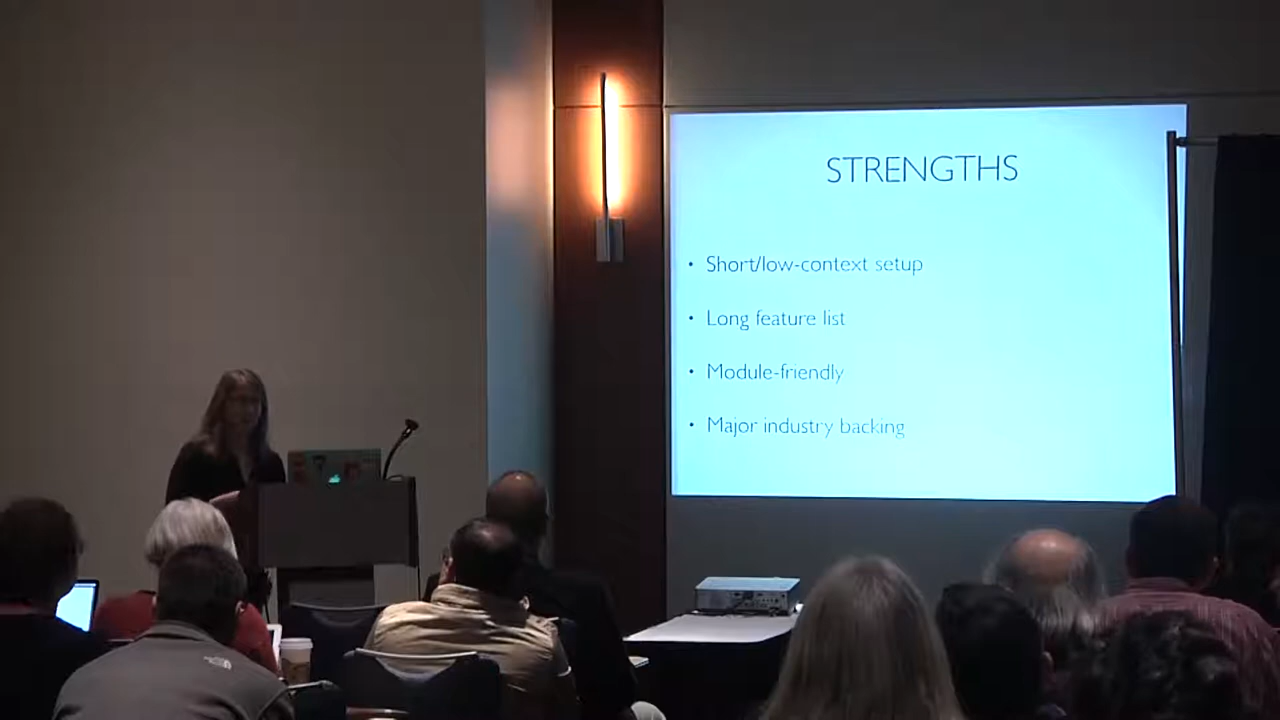 STRENGTHS
• Short/low-context setup
• Long feature list
• Module-friendly
• Major industry backing